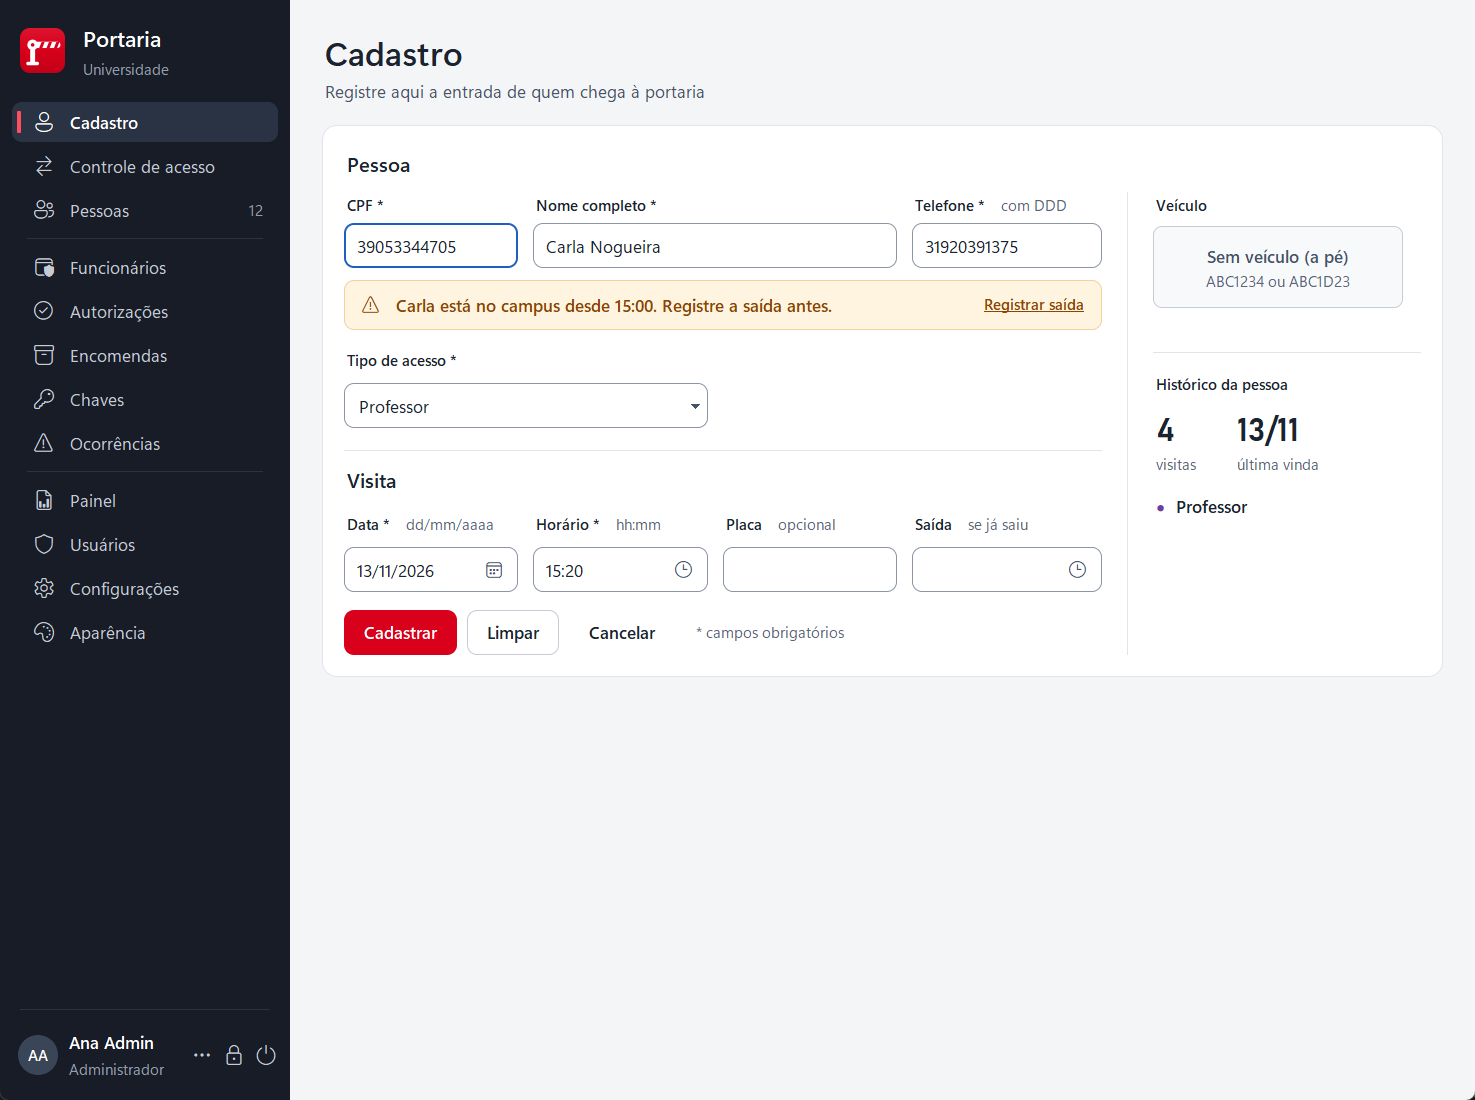 Portaria
Universidade
Cadastro
Controle de acesso
Pessoas 12
Funcionários
Autorizações
Encomendas
Chaves
Ocorrências
Painel
Usuários
Configurações
Aparência
AA
Ana Admin
Administrador
Cadastro
Registre aqui a entrada de quem chega à portaria
Pessoa
CPF * Nome completo * Telefone * com DDD
39053344705 Carla Nogueira 31920391375
Carla está no campus desde 15:00. Registre a saída antes. Registrar saída
Tipo de acesso *
Professor
Visita
Data * dd/mm/aaaa Horário * hh:mm Placa opcional Saída se já saiu
13/11/2026 15:20
Cadastrar Limpar Cancelar * campos obrigatórios
Veículo
Sem veículo (a pé)
ABC1234 ou ABC1D23
Histórico da pessoa
4 13/11
visitas última vinda
Professor